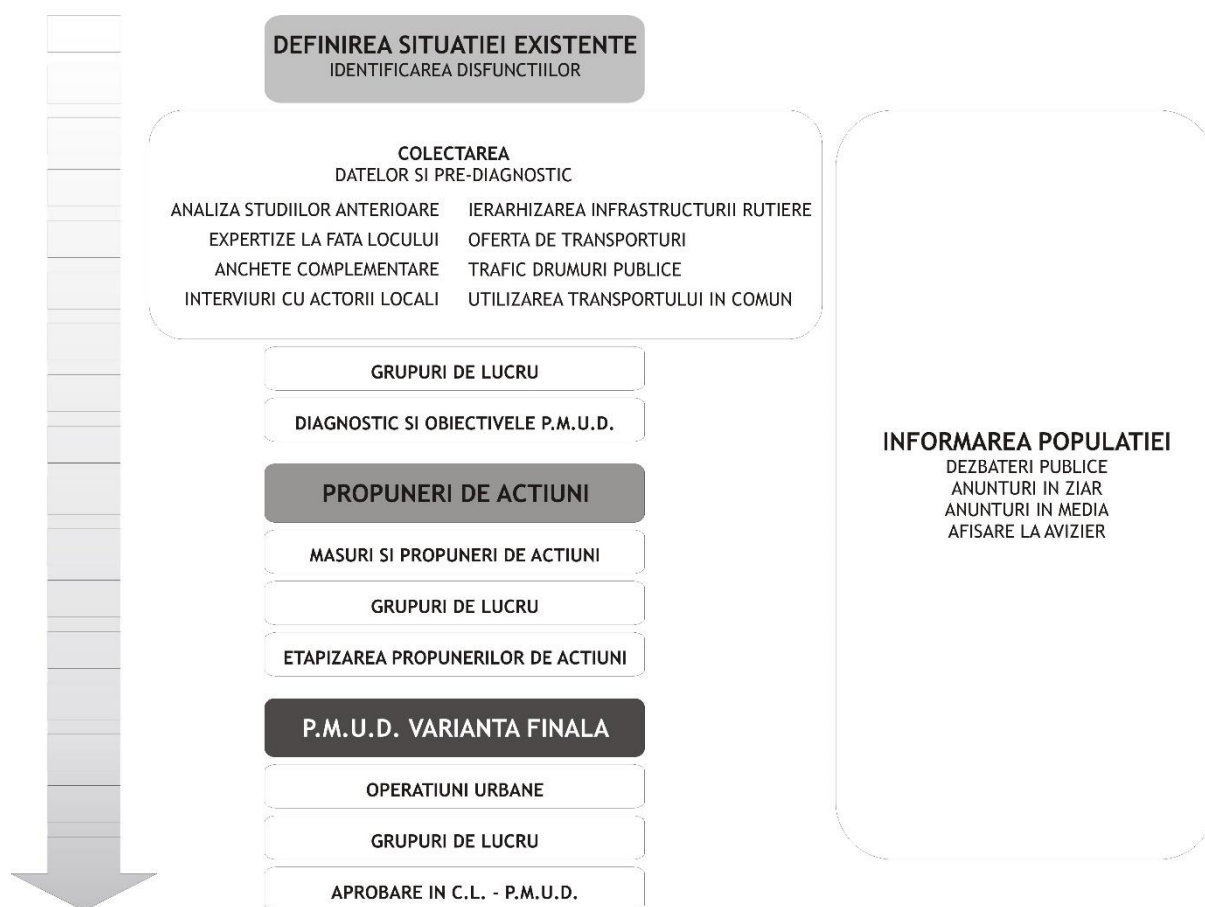 DEFINIREA SITUATIEI EXISTENTE
IDENTIFICAREA DISFUNCTIILOR
COLECTAREA
DATELOR SI PRE-DIAGNOSTIC
ANALIZA STUDIILOR ANTERIOARE
EXPERTIZE LA FATA LOCULUI
ANCHETE COMPLEMENTARE
INTERVIURI CU ACTORII LOCALI
IERARHIZAREA INFRASTRUCTURII RUTIERE
OFERTA DE TRANSPORTURI
TRAFIC DRUMURI PUBLICE
UTILIZAREA TRANSPORTULUI IN COMUN
GRUPURI DE LUCRU
DIAGNOSTIC SI OBIECTIVELE P.M.U.D.
PROPUNERI DE ACTIUNI
MASURI SI PROPUNERI DE ACTIUNI
GRUPURI DE LUCRU
ETAPIZAREA PROPUNERILOR DE ACTIUNI
P.M.U.D. VARIANTA FINALA
OPERATIUNI URBANE
GRUPURI DE LUCRU
APROBARE IN C.L. - P.M.U.D.
INFORMAREA POPULATIEI
DEZBATERI PUBLICE
ANUNTURI IN ZIAR
ANUNTURI IN MEDIA
AFISARE LA AVIZIER